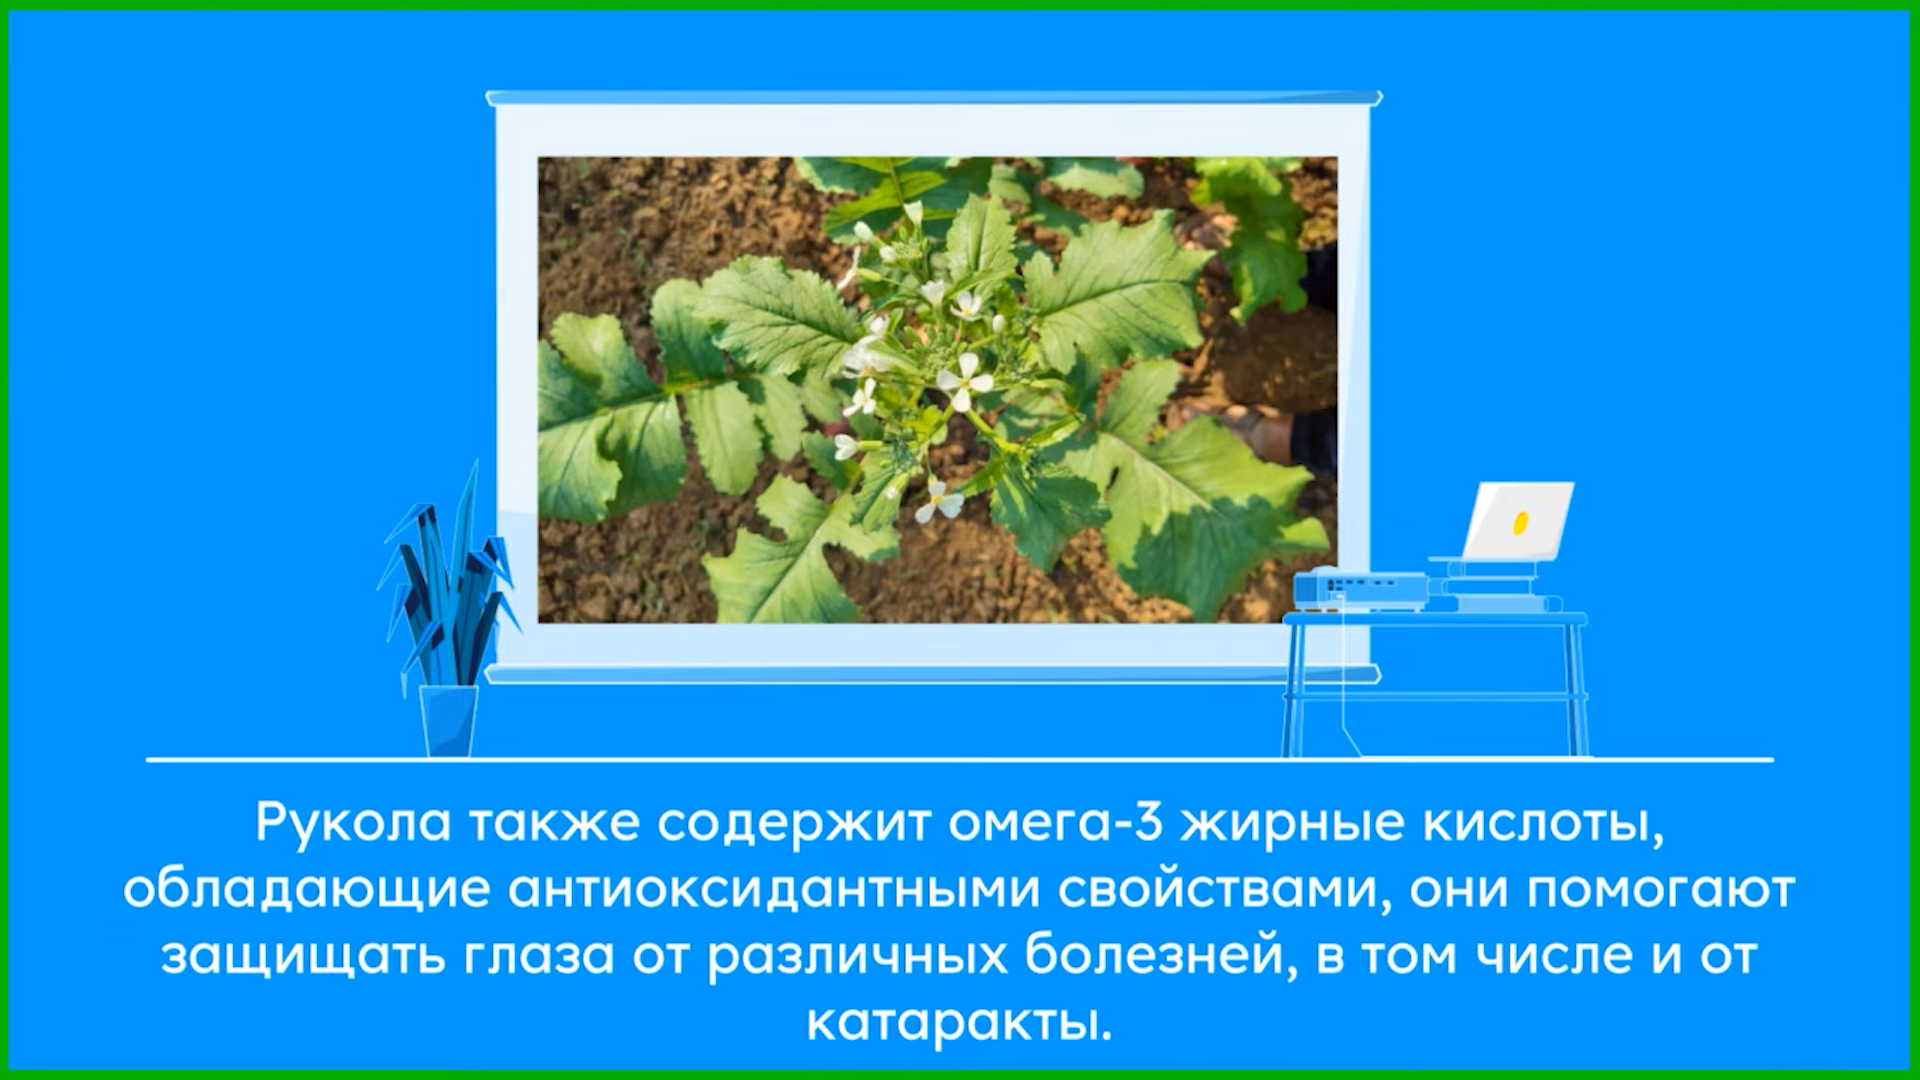 Рукола также содержит омега-3 жирные кислоты,
обладающие антиоксидантными свойствами, они помогают
защищать глаза от различных болезней, в том числе и от
катаракты.